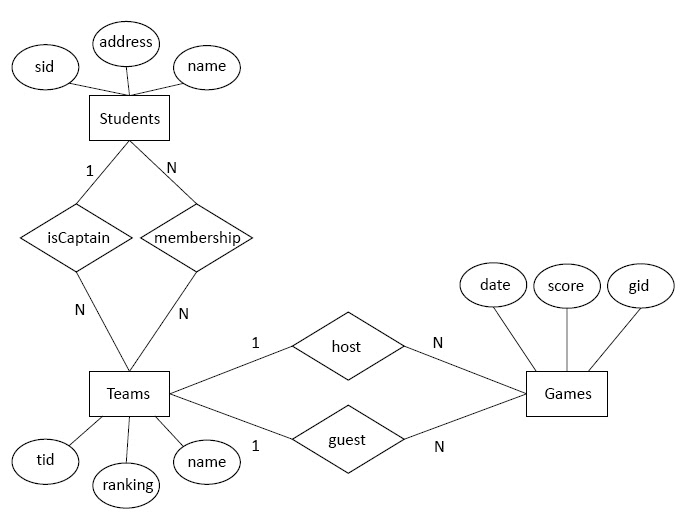 address
sid
name
Students
1
N
isCaptain
membership
N
N
date
score
gid
1
host
N
Teams
Games
1
guest
N
tid
ranking
name